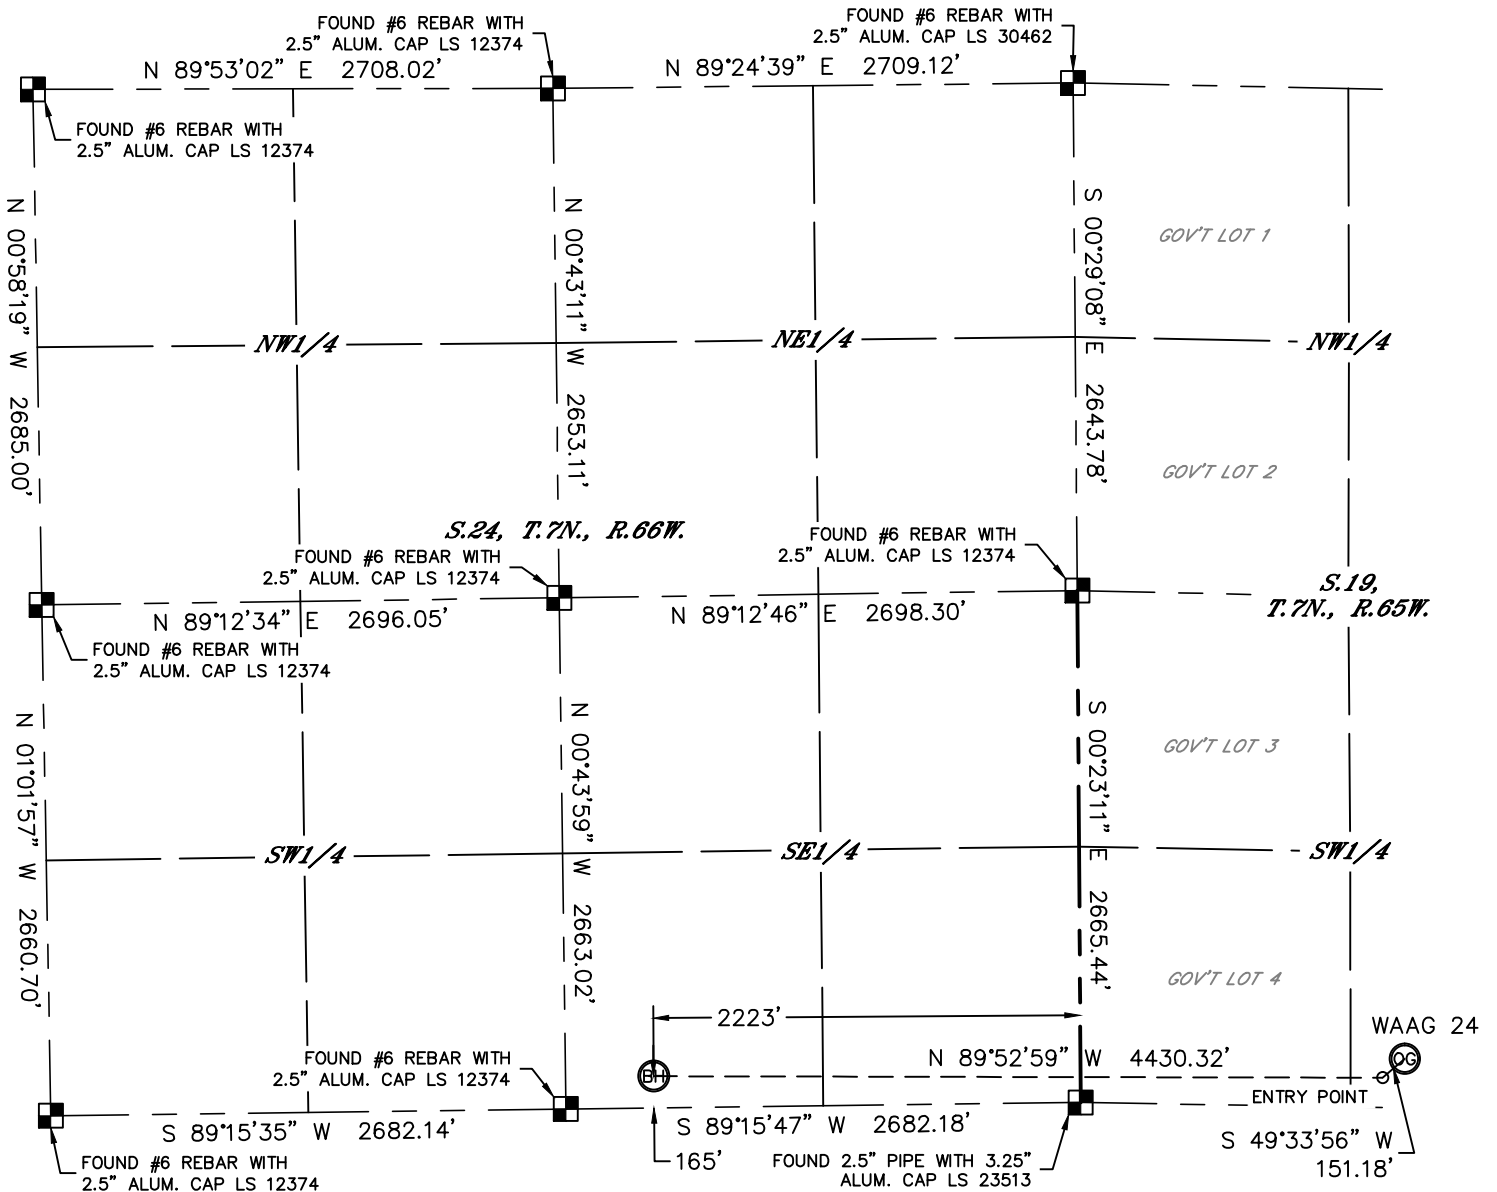 FOUND #6 REBAR WITH
2.5" ALUM. CAP LS 12374
FOUND #6 REBAR WITH
2.5" ALUM. CAP LS 30462
N 89°53'02" E 2708.02'
N 89°24'39" E 2709.12'
FOUND #6 REBAR WITH
2.5" ALUM. CAP LS 12374
N 00°58'19" W 2685.00'
N 00°43'11" W 2653.11'
S 00°29'08" E 2643.78'
GOV'T LOT 1
NW1/4
NE1/4
NW1/4
GOV'T LOT 2
S.24, T.7N., R.66W.
FOUND #6 REBAR WITH
2.5" ALUM. CAP LS 12374
FOUND #6 REBAR WITH
2.5" ALUM. CAP LS 12374
S.19,
T.7N., R.65W.
N 89°12'34" E 2696.05'
N 89°12'46" E 2698.30'
FOUND #6 REBAR WITH
2.5" ALUM. CAP LS 12374
N 01°01'57" W 2660.70'
N 00°43'59" W 2663.02'
S 00°23'11" E 2665.44'
GOV'T LOT 3
SW1/4
SE1/4
SW1/4
GOV'T LOT 4
2223'
WAAG 24
OG
N 89°52'59" W 4430.32'
BH
FOUND #6 REBAR WITH
2.5" ALUM. CAP LS 12374
ENTRY POINT
S 89°15'35" W 2682.14'
S 89°15'47" W 2682.18'
S 49°33'56" W
151.18'
165'
FOUND #6 REBAR WITH
2.5" ALUM. CAP LS 12374
FOUND 2.5" PIPE WITH 3.25"
ALUM. CAP LS 23513